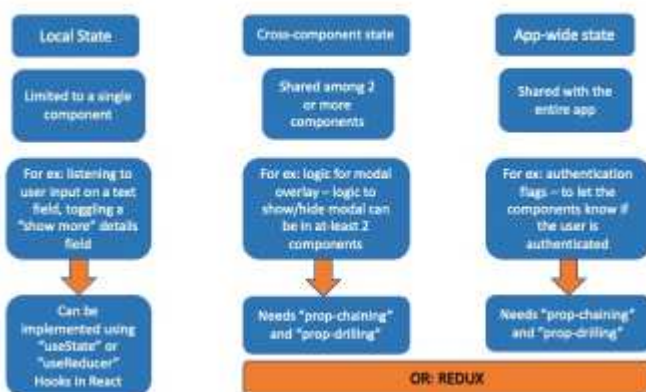 Local State
Limited to a single
component
For ex: listening to
user input on a text
field, toggling a
"show more" details
field
Can be
implemented using
"useState" or
"useReducer"
Hooks in React
Cross-component state
Shared among 2
or more
components
For ex: logic for modal
overlay – logic to
show/hide modal can
be in at-least 2
components
Needs "prop-chaining"
and "prop-drilling"
App-wide state
Shared with the
entire app
For ex: authentication
flags – to let the
components know if
the user is
authenticated
Needs "prop-chaining"
and "prop-drilling"
OR: REDUX